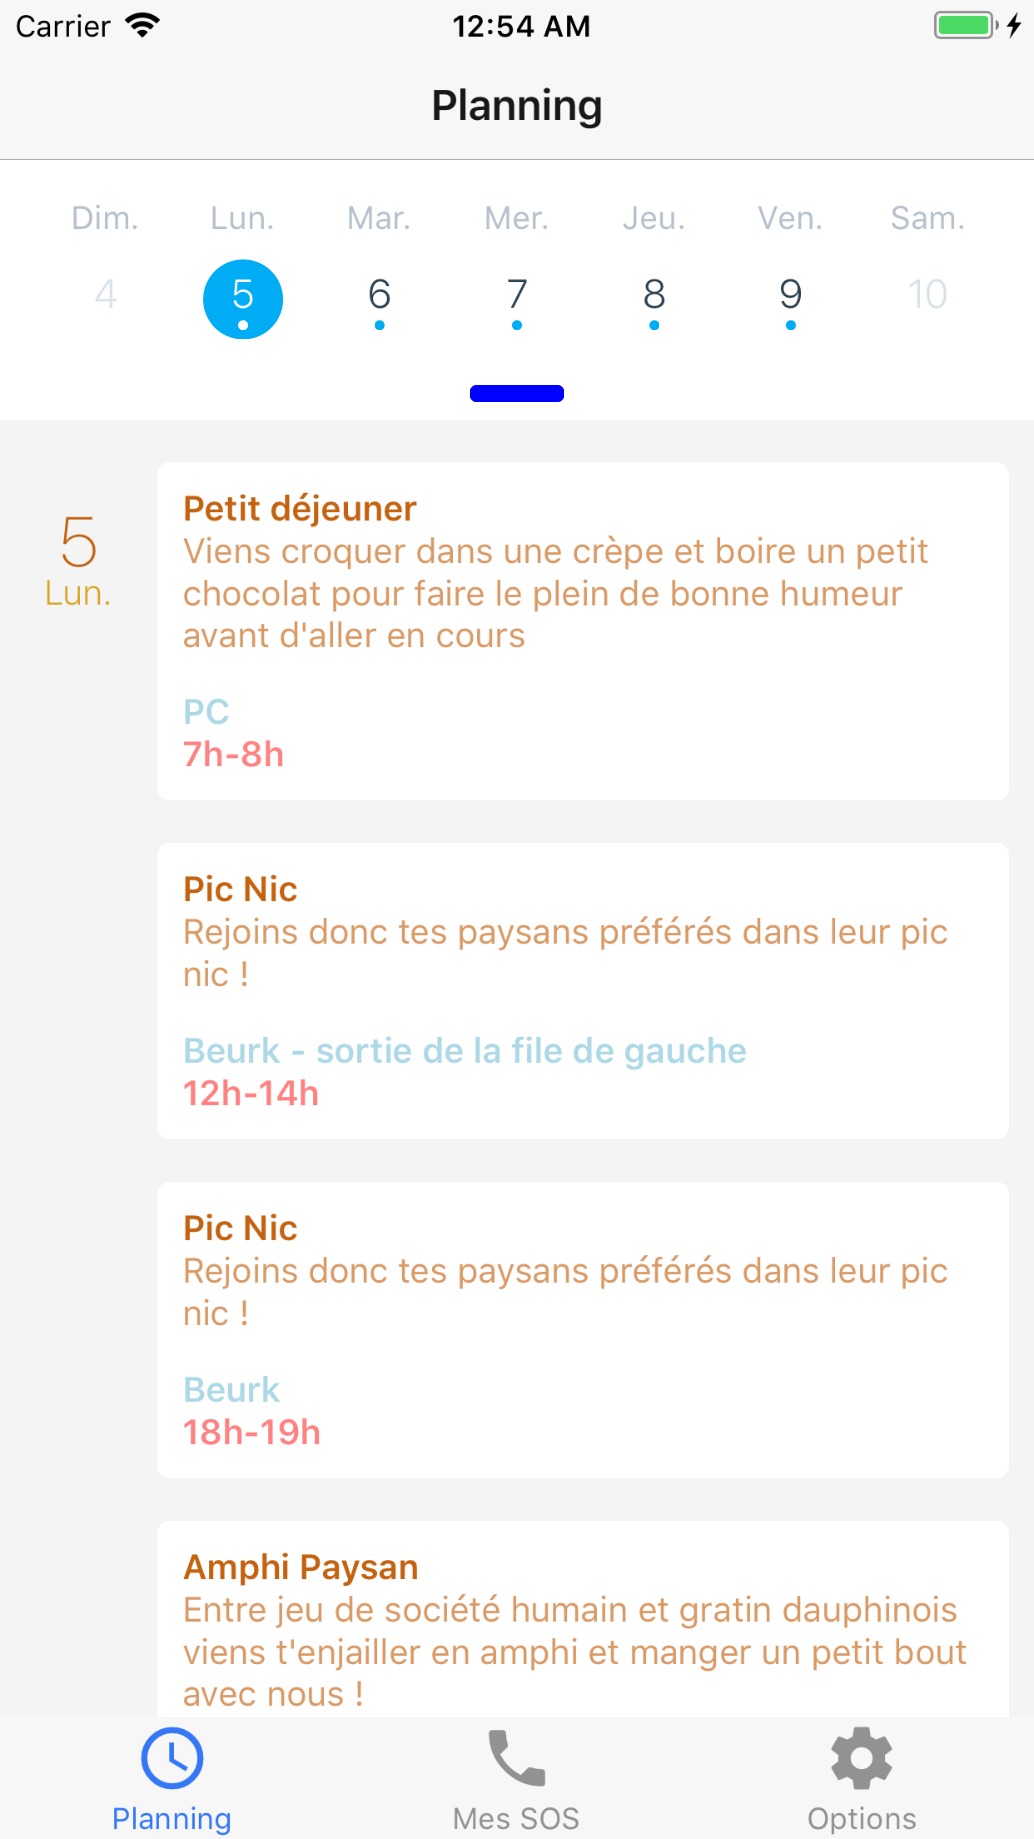 Carrier 12:54 AM
Planning
Dim. Lun. Mar. Mer. Jeu. Ven. Sam.
4 5 6 7 8 9 10
5
Lun.
Petit déjeuner
Viens croquer dans une crèpe et boire un petit
chocolat pour faire le plein de bonne humeur
avant d'aller en cours
PC
7h-8h
Pic Nic
Rejoins donc tes paysans préférés dans leur pic
nic !
Beurk - sortie de la file de gauche
12h-14h
Pic Nic
Rejoins donc tes paysans préférés dans leur pic
nic !
Beurk
18h-19h
Amphi Paysan
Entre jeu de société humain et gratin dauphinois
viens t'enjailler en amphi et manger un petit bout
avec nous !
Planning Mes SOS Options